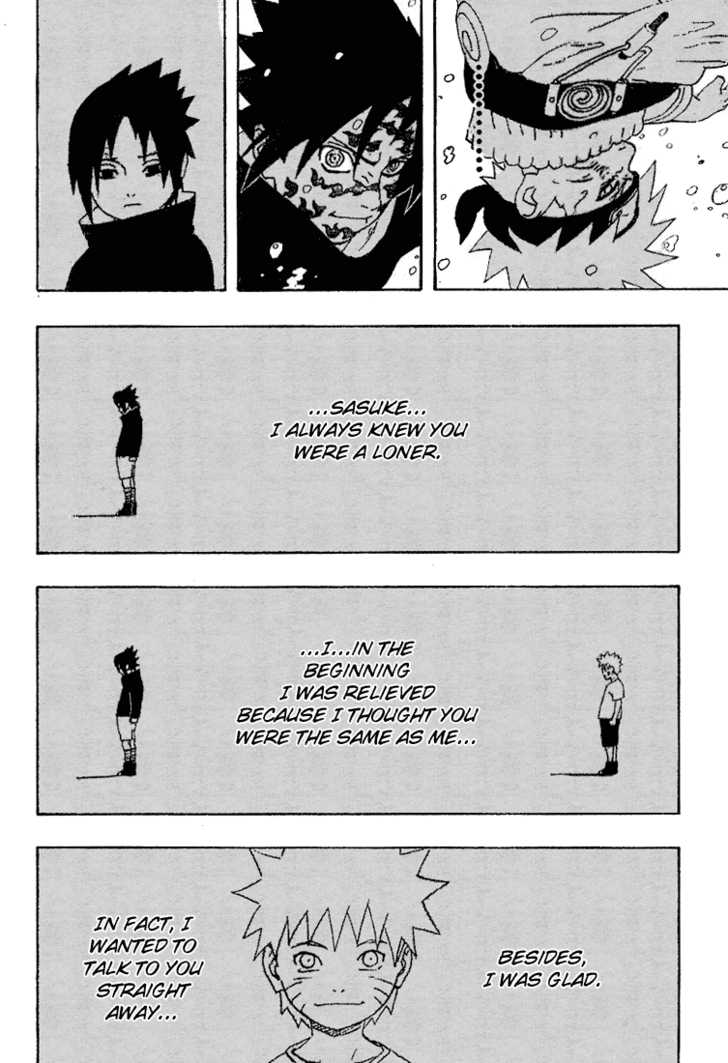 ...SASUKE...
I ALWAYS KNEW YOU
WERE A LONER.
...I...IN THE
BEGINNING
I WAS RELIEVED
BECAUSE I THOUGHT YOU
WERE THE SAME AS ME...
BESIDES,
I WAS GLAD.
IN FACT, I
WANTED TO
TALK TO YOU
STRAIGHT
AWAY...